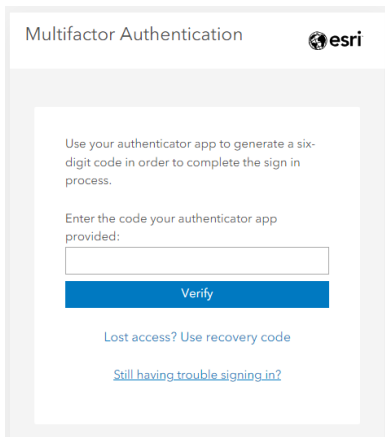 Multifactor Authentication
esri
Use your authenticator app to generate a six-
digit code in order to complete the sign in
process.
Enter the code your authenticator app
provided:
Verify
Lost access? Use recovery code
Still having trouble signing in?